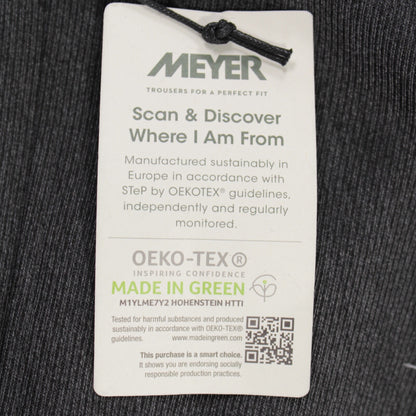 MEYER
TROUSERS FOR A PERFECT FIT
Scan & Discover
Where I Am From
Manufactured sustainably in
Europe in accordance with
STeP by OEKOTEX® guidelines,
independently and regularly
monitored.
OEKO-TEX®
INSPIRING CONFIDENCE
MADE IN GREEN
M1YLME7Y2 HOHENSTEIN HTTI
Tested for harmful substances and produced
sustainably in accordance with OEKO-TEX®
guidelines. www.madeingreen.com
This purchase is a smart choice.
It shows you are endorsing socially
responsible production practices.